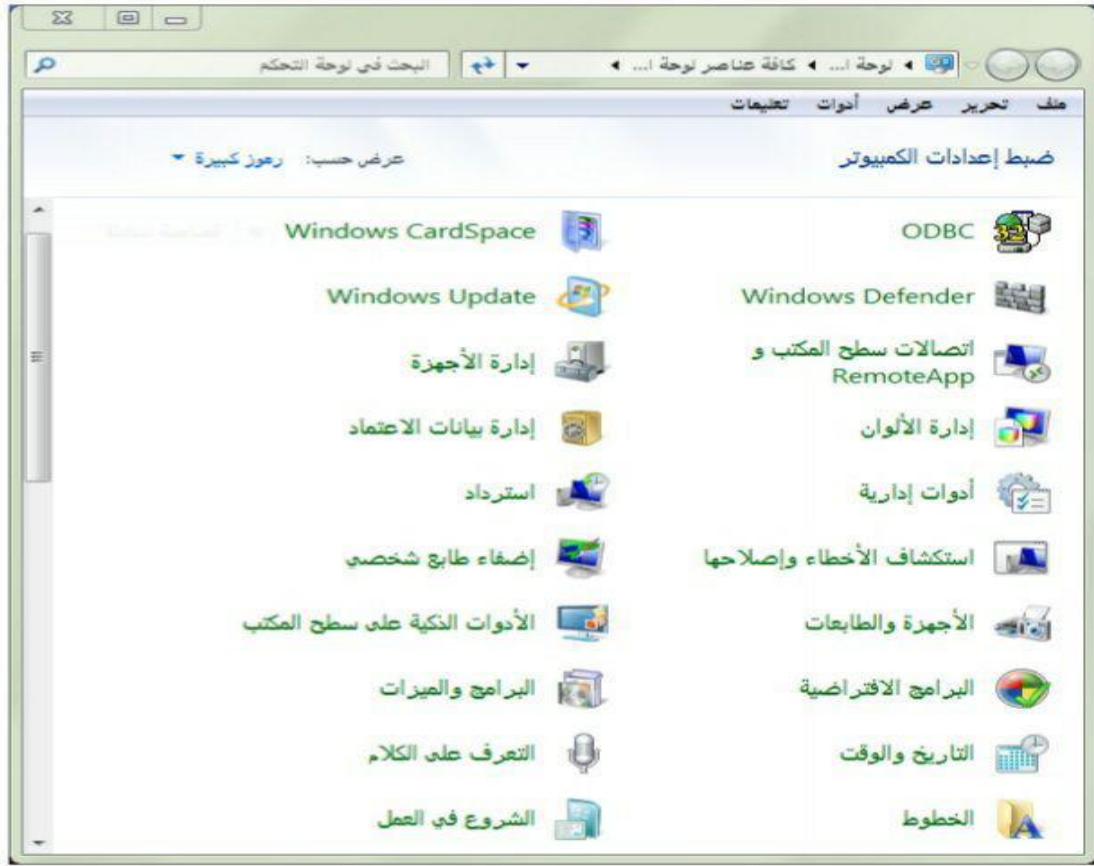 لوحة ا... كافة عناصر لوحة ا...
البحث في لوحة التحكم
ملف تحرير عرض أدوات تعليمات
ضبط إعدادات الكمبيوتر
عرض حسب: رموز كبيرة
ODBC
Windows CardSpace
Windows Defender
Windows Update
اتصالات سطح المكتب و
RemoteApp
إدارة الأجهزة
إدارة الألوان
إدارة بيانات الاعتماد
أدوات إدارية
استرداد
استكشاف الأخطاء وإصلاحها
إضفاء طابع شخصي
الأجهزة والطابعات
الأدوات الذكية على سطح المكتب
البرامج الافتراضية
البرامج والميزات
التاريخ والوقت
التعرف على الكلام
الخطوط
الشروع في العمل